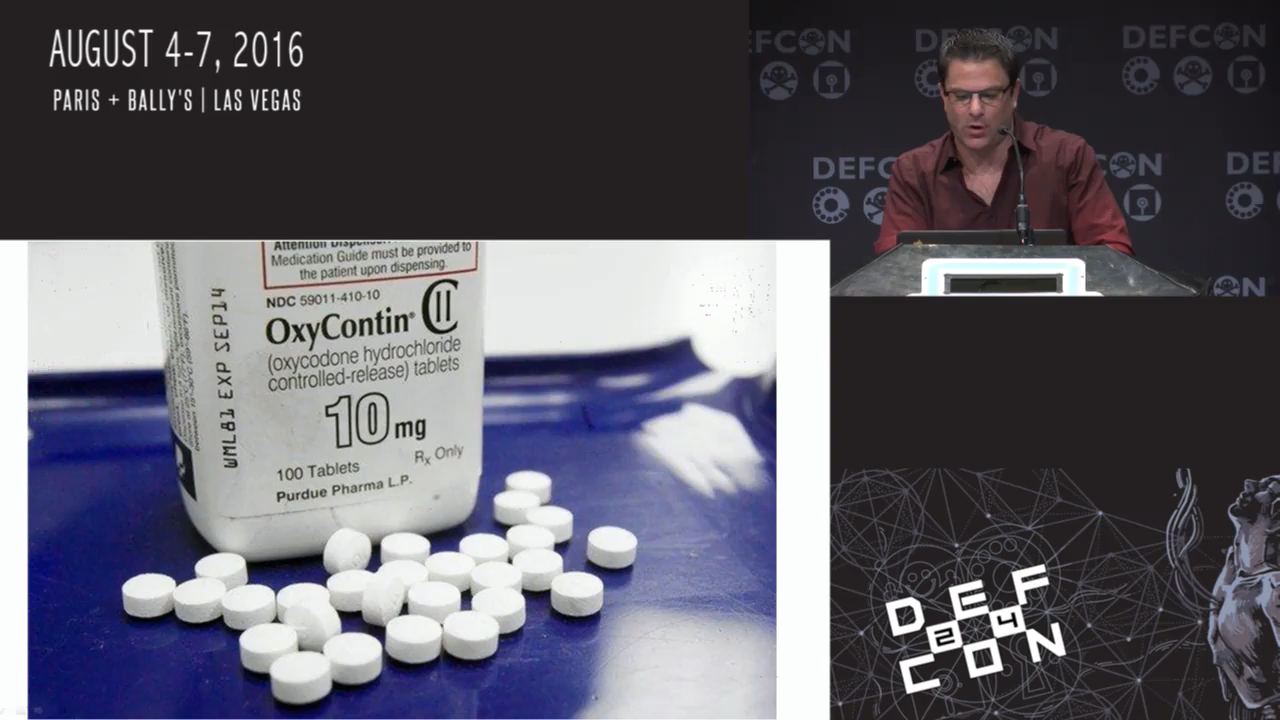 AUGUST 4-7, 2016
PARIS + BALLY'S | LAS VEGAS
DEFCON
DEFCON
Medication Guide must be provided to
the patient upon dispensing.
NDC 59011-410-10
OxyContin® CII
(oxycodone hydrochloride
controlled-release) tablets
10 mg
100 Tablets
Rx Only
Purdue Pharma L.P.
WML81 EXP SEP14
DEF
24
CON